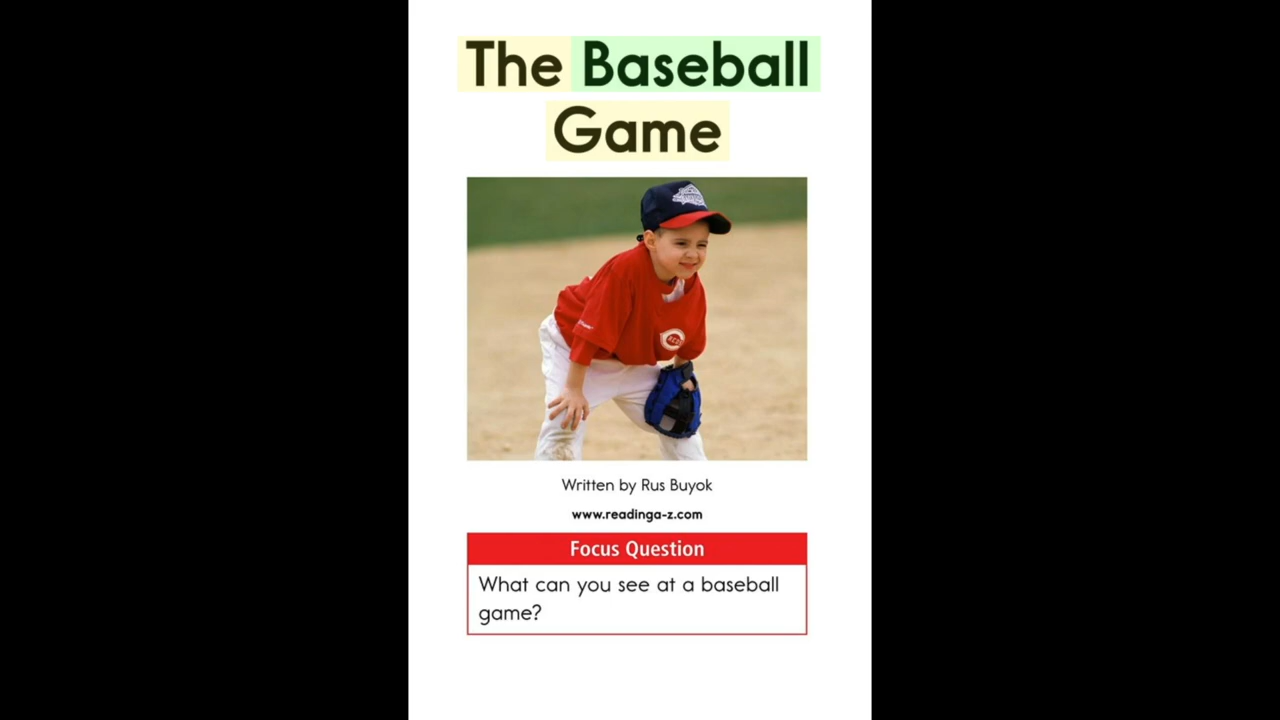 The Baseball
Game
Written by Rus Buyok
www.readinga-z.com
Focus Question
What can you see at a baseball
game?